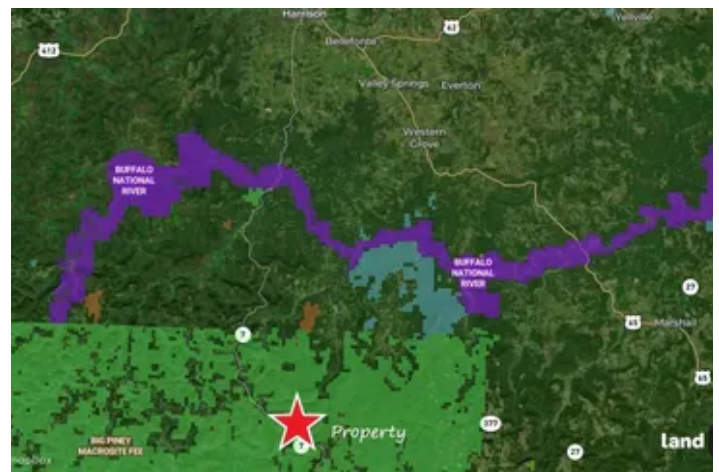 Harrison
62
Yellville
412
Bellefonte
Valley Springs
Everton
Western
Grove
BUFFALO
NATIONAL
RIVER
BUFFALO
NATIONAL
RIVER
27
7
65
Marshall
65
BIG PINEY
MACROSITE FEE
Property
7
377
27
land
mapbox